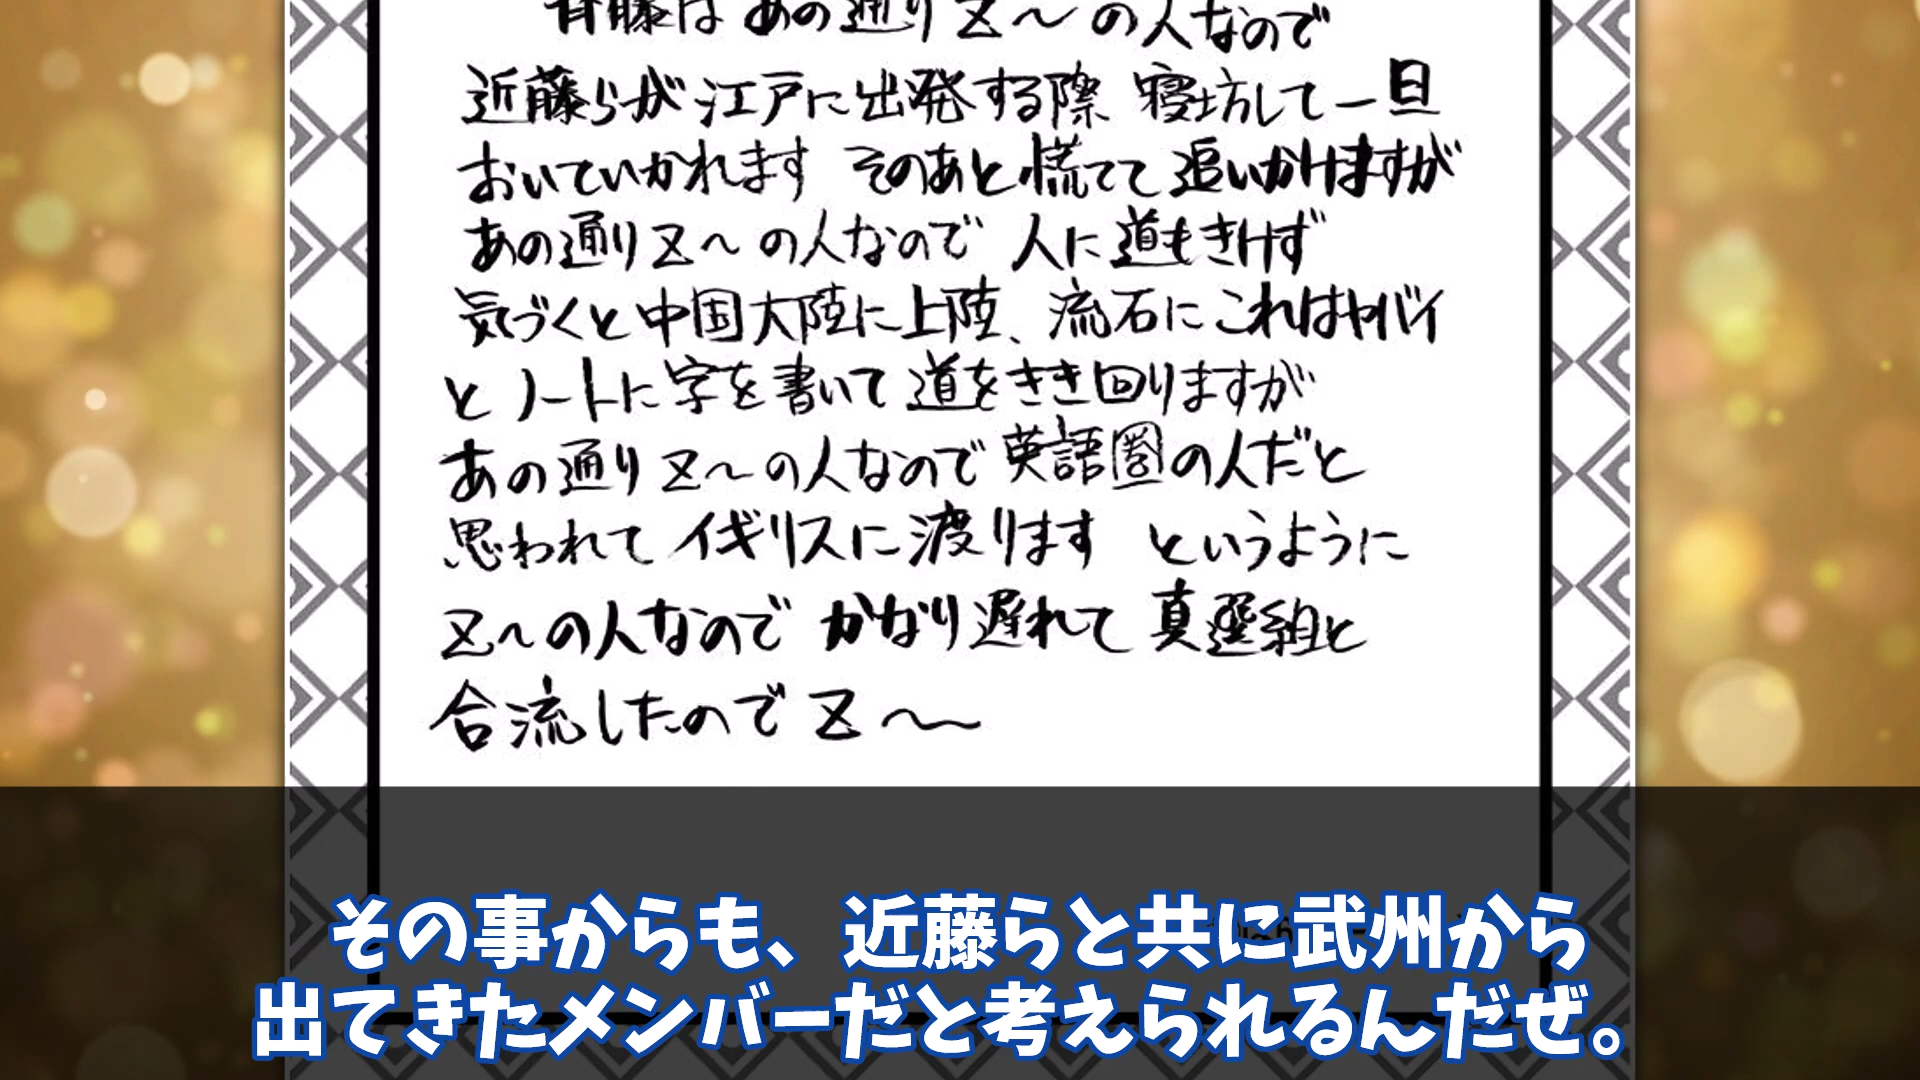 斉藤は あの通り Z〜 の人なので
近藤らが江戸に出発する際 寝坊して一旦
おいていかれます そのあと慌てて追いかけますが
あの通り Z〜 の人なので 人に道もきけず
気づくと中国大陸に上陸、流石にこれはヤバイ
とノートに字を書いて道をきき回りますが
あの通り Z〜の人なので英語圏の人だと
思われてイギリスに渡ります というように
Z〜の人なので かなり遅れて真選組と
合流したのでZ〜〜
その事からも、近藤らと共に武州から
出てきたメンバーだと考えられるんだぜ。